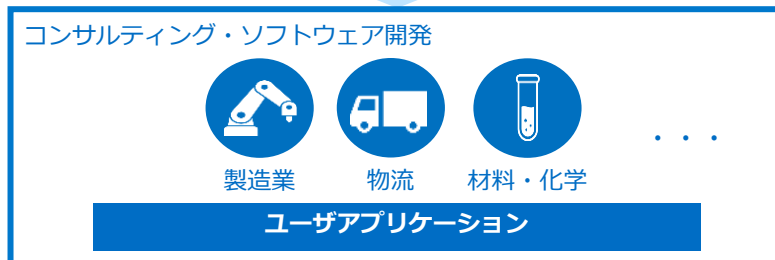 コンサルティング・ソフトウェア開発
製造業 物流 材料・化学 ・・・
ユーザアプリケーション